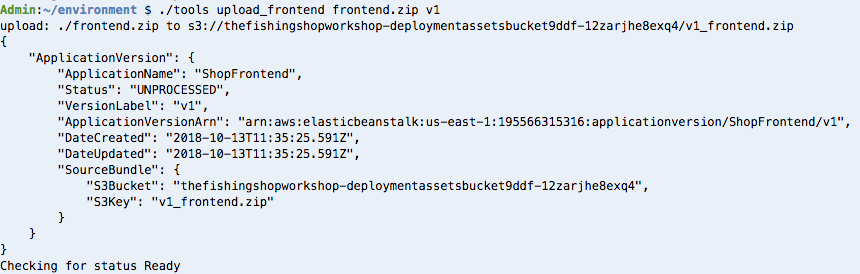 Admin:~/environment $ ./tools upload_frontend frontend.zip v1
upload: ./frontend.zip to s3://thefishingshopworkshop-deploymentassetsbucket9ddf-12zarjhe8exq4/v1_frontend.zip
{
    "ApplicationVersion": {
        "ApplicationName": "ShopFrontend",
        "Status": "UNPROCESSED",
        "VersionLabel": "v1",
        "ApplicationVersionArn": "arn:aws:elasticbeanstalk:us-east-1:195566315316:applicationversion/ShopFrontend/v1",
        "DateCreated": "2018-10-13T11:35:25.591Z",
        "DateUpdated": "2018-10-13T11:35:25.591Z",
        "SourceBundle": {
            "S3Bucket": "thefishingshopworkshop-deploymentassetsbucket9ddf-12zarjhe8exq4",
            "S3Key": "v1_frontend.zip"
        }
    }
}
Checking for status Ready